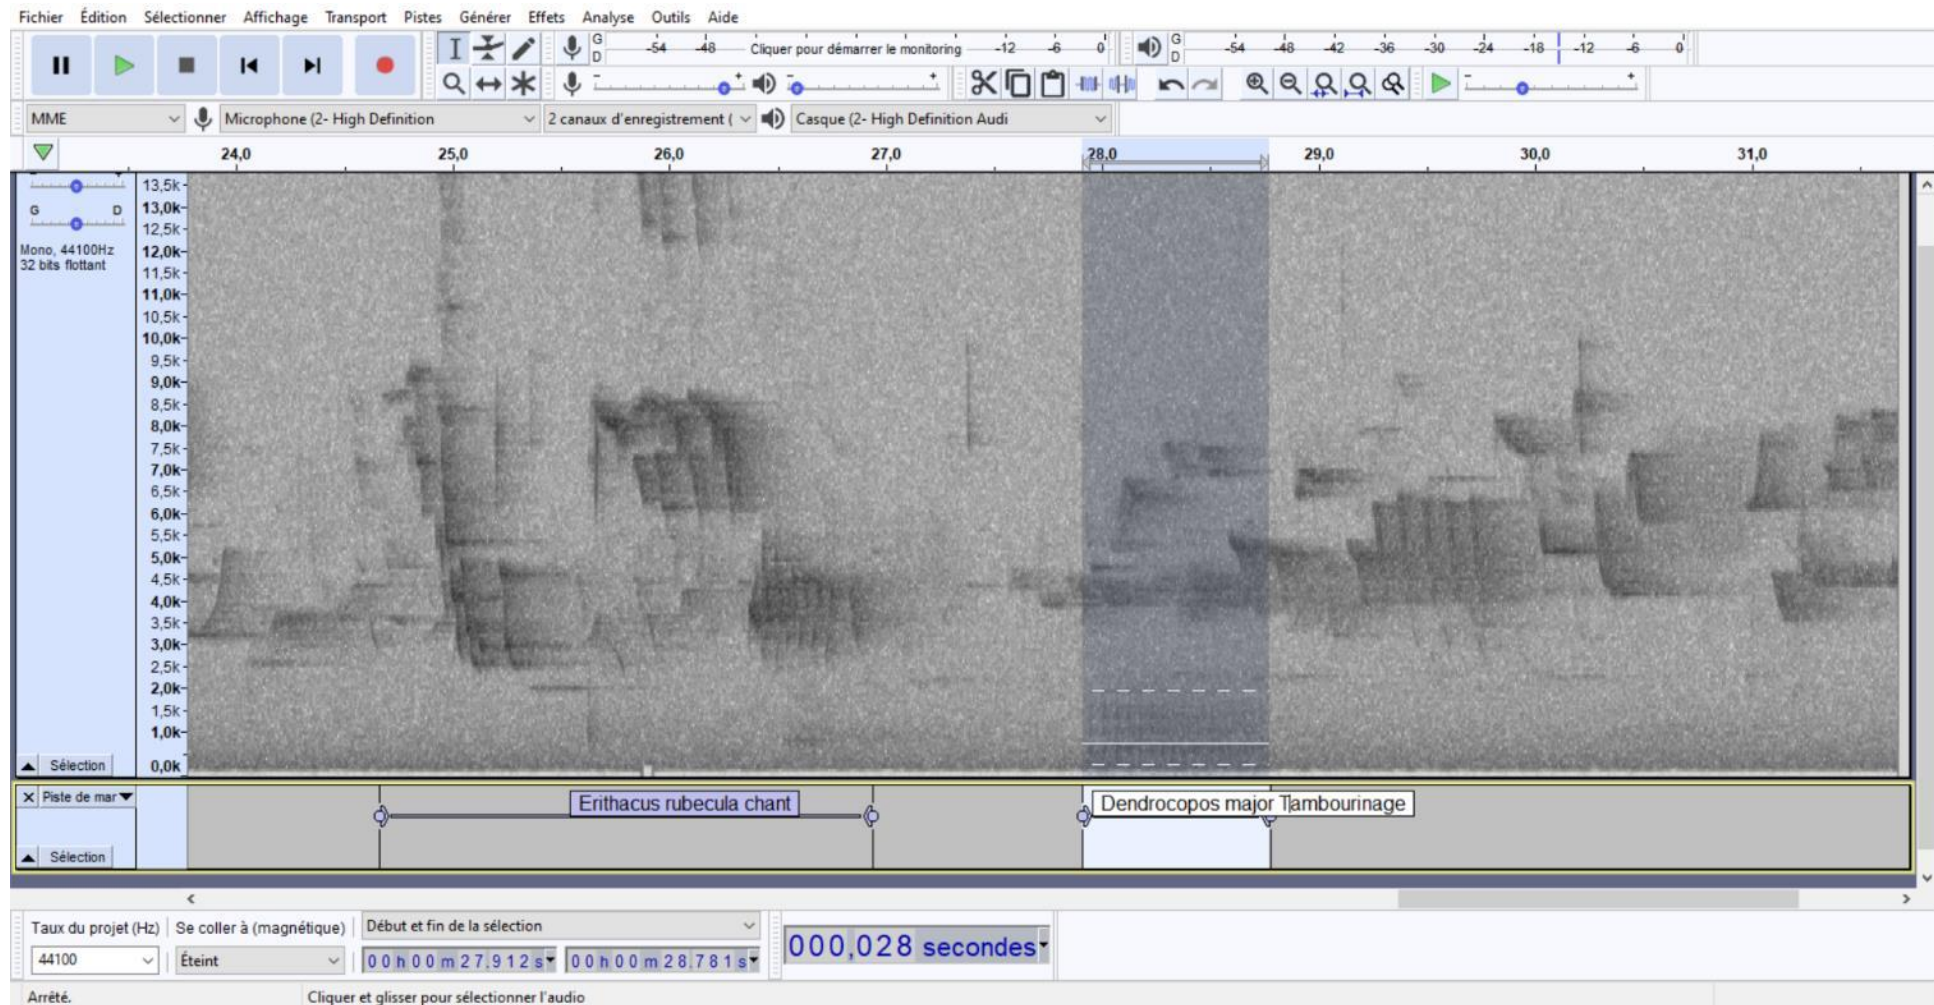 Fichier Édition Sélectionner Affichage Transport Pistes Générer Effets Analyse Outils Aide
G D -54 -48 Cliquer pour démarrer le monitoring -12 -6 0 G D -54 -48 -42 -36 -30 -24 -18 -12 -6 0
- + - + - +
MME Microphone (2- High Definition 2 canaux d'enregistrement ( Casque (2- High Definition Audi
24,0 25,0 26,0 27,0 28,0 29,0 30,0 31,0
G D
Mono, 44100Hz
32 bits flottant
13,5k
13,0k
12,5k
12,0k
11,5k
11,0k
10,5k
10,0k
9,5k
9,0k
8,5k
8,0k
7,5k
7,0k
6,5k
6,0k
5,5k
5,0k
4,5k
4,0k
3,5k
3,0k
2,5k
2,0k
1,5k
1,0k
Sélection 0,0k
X Piste de mar Erithacus rubecula chant Dendrocopos major Tambourinage
Sélection
Taux du projet (Hz) Se coller à (magnétique) Début et fin de la sélection
44100 Éteint 00h00m27.912s 00h00m28.781s 000,028 secondes
Arrêté. Cliquer et glisser pour sélectionner l'audio